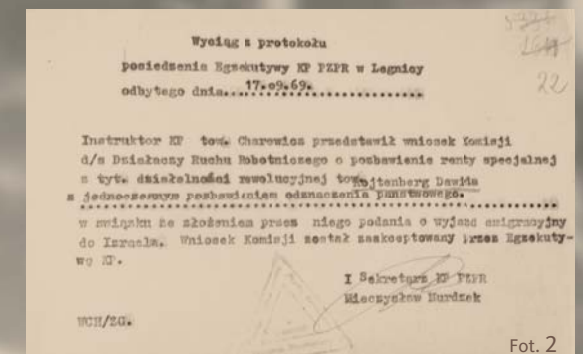 Wyciąg z protokołu
posiedzenia Egzekutywy KP PZPR w Legnicy
odbytego dnia....17.09.69.....................
22
Instruktor KP tow. Charewicz przedstawił wniosek Komisji
d/s Działaczy Ruchu Robotniczego o pozbawienie renty specjalnej
z tyt. działalności rewolucyjnej tow. Rojtenberg Dawida
z jednoczesnym pozbawieniem odznaczenia państwowego.
w związku ze złożeniem przez niego podania o wyjazd emigracyjny
do Izraela. Wniosek Komisji został zaakceptowany przez Egzekuty-
wę KP.
I Sekretarz KP PZPR
Mieczysław Hurdzek
WCH/ZG.
Fot. 2